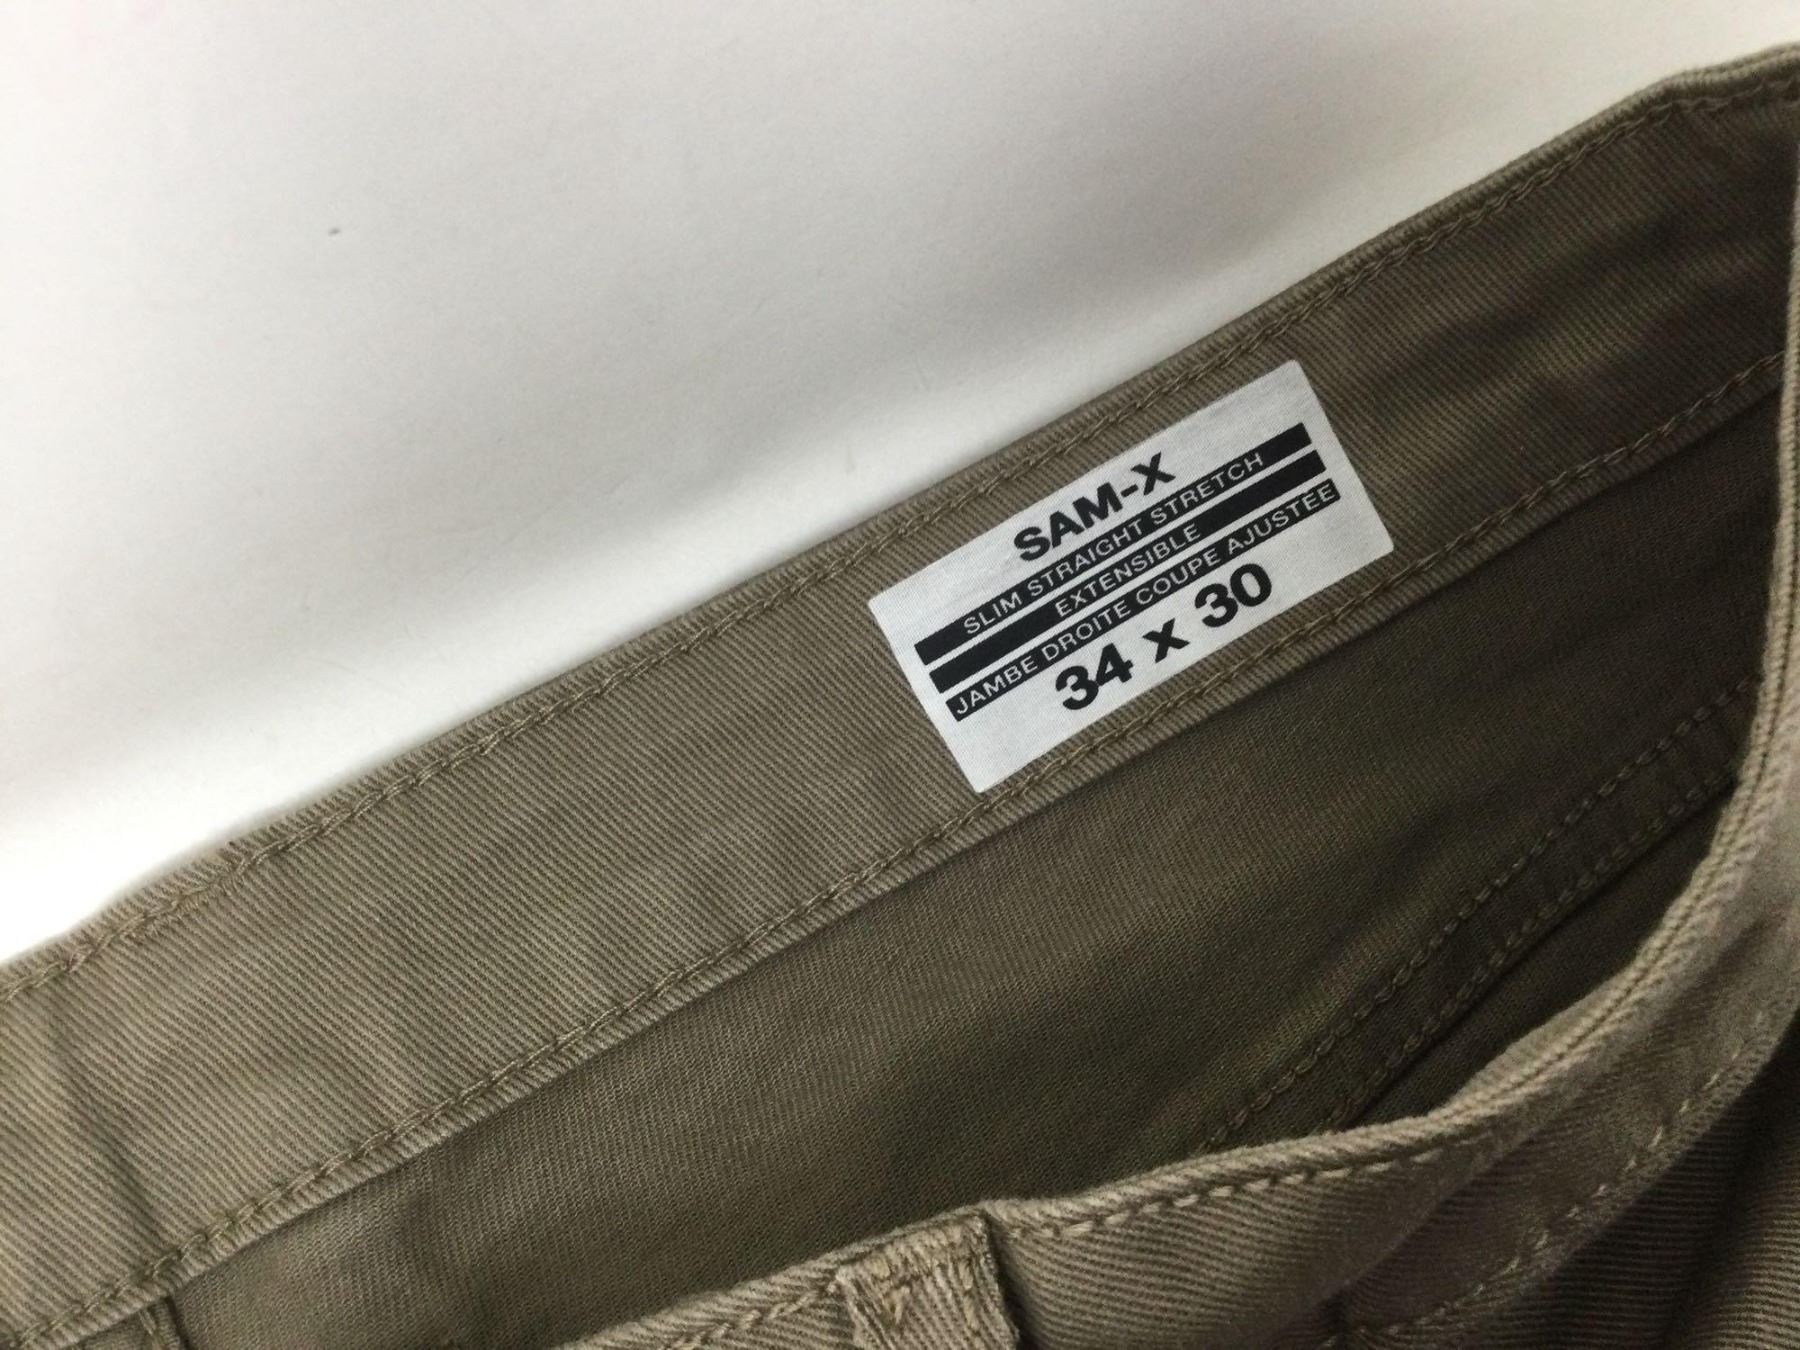 SAM-X
SLIM STRAIGHT STRETCH
EXTENSIBLE
JAMBE DROITE COUPE AJUSTEE
34 x 30